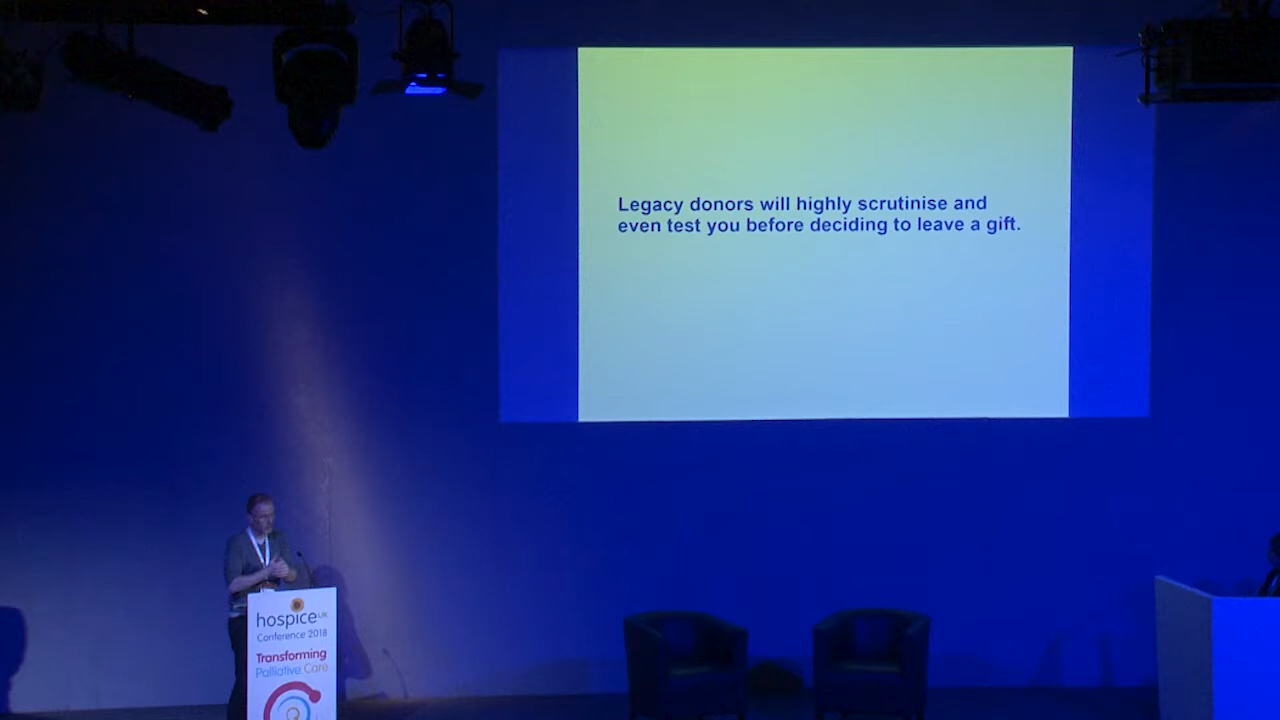 Legacy donors will highly scrutinise and
even test you before deciding to leave a gift.
hospice UK
Conference 2018
Transforming
Palliative Care